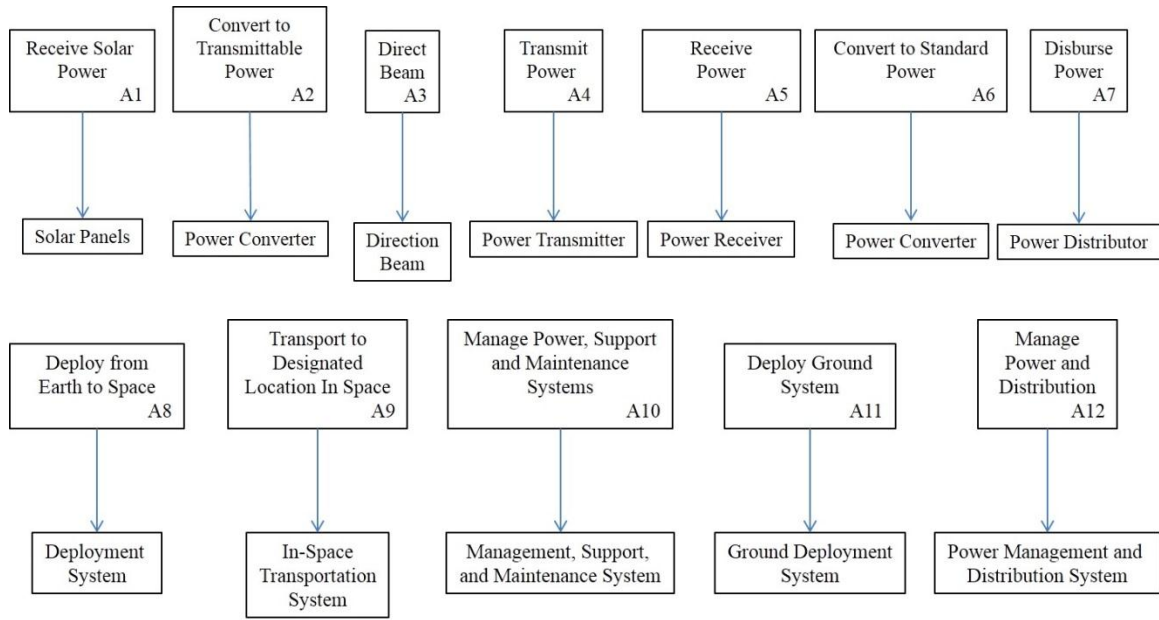 Receive Solar
Power
A1
Convert to
Transmittable
Power
A2
Direct
Beam
A3
Transmit
Power
A4
Receive
Power
A5
Convert to Standard
Power
A6
Disburse
Power
A7
Solar Panels
Power Converter
Direction
Beam
Power Transmitter
Power Receiver
Power Converter
Power Distributor
Deploy from
Earth to Space
A8
Transport to
Designated
Location In Space
A9
Manage Power, Support
and Maintenance
Systems
A10
Deploy Ground
System
A11
Manage
Power and
Distribution
A12
Deployment
System
In-Space
Transportation
System
Management, Support,
and Maintenance System
Ground Deployment
System
Power Management and
Distribution System